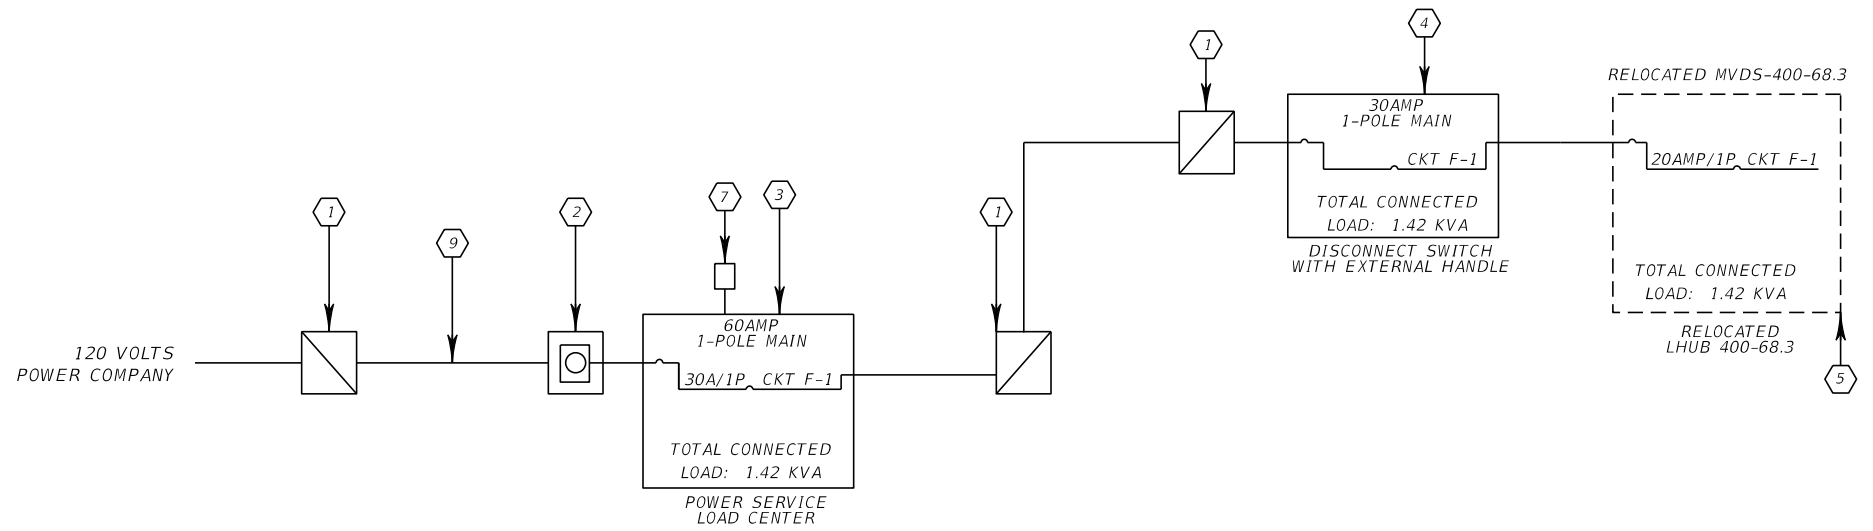 120 VOLTS
POWER COMPANY
1
9
2
7
3
60AMP
1-POLE MAIN
30A/1P CKT F-1
TOTAL CONNECTED
LOAD: 1.42 KVA
POWER SERVICE
LOAD CENTER
1
1
4
30AMP
1-POLE MAIN
CKT F-1
TOTAL CONNECTED
LOAD: 1.42 KVA
DISCONNECT SWITCH
WITH EXTERNAL HANDLE
RELOCATED MVDS-400-68.3
20AMP/1P CKT F-1
TOTAL CONNECTED
LOAD: 1.42 KVA
RELOCATED
LHUB 400-68.3
5